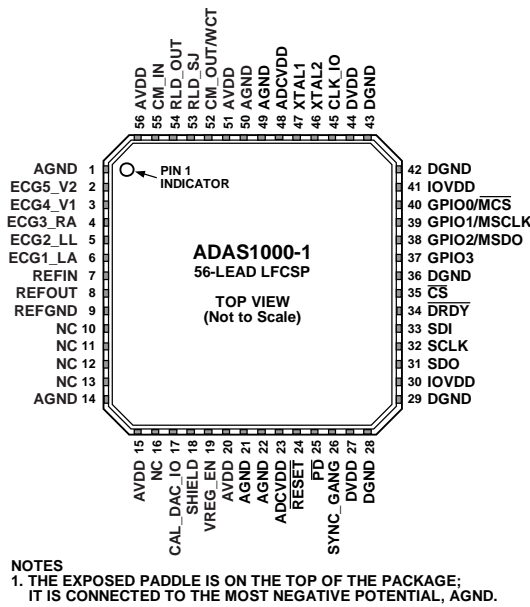 56 AVDD
55 CM_IN
54 RLD_OUT
53 RLD_SJ
52 CM_OUT/WCT
51 AVDD
50 AGND
49 AGND
48 ADCVDD
47 XTAL1
46 XTAL2
45 CLK_IO
44 DVDD
43 DGND
AGND 1
ECG5_V2 2
ECG4_V1 3
ECG3_RA 4
ECG2_LL 5
ECG1_LA 6
REFIN 7
REFOUT 8
REFGND 9
NC 10
NC 11
NC 12
NC 13
AGND 14
PIN 1
INDICATOR
ADAS1000-1
56-LEAD LFCSP
TOP VIEW
(Not to Scale)
42 DGND
41 IOVDD
40 GPIO0/MCS
39 GPIO1/MSCLK
38 GPIO2/MSDO
37 GPIO3
36 DGND
35 CS
34 DRDY
33 SDI
32 SCLK
31 SDO
30 IOVDD
29 DGND
AVDD 15
NC 16
CAL_DAC_IO 17
SHIELD 18
VREG_EN 19
AVDD 20
AGND 21
AGND 22
ADCVDD 23
RESET 24
PD 25
SYNC_GANG 26
DVDD 27
DGND 28
NOTES
1. THE EXPOSED PADDLE IS ON THE TOP OF THE PACKAGE;
IT IS CONNECTED TO THE MOST NEGATIVE POTENTIAL, AGND.